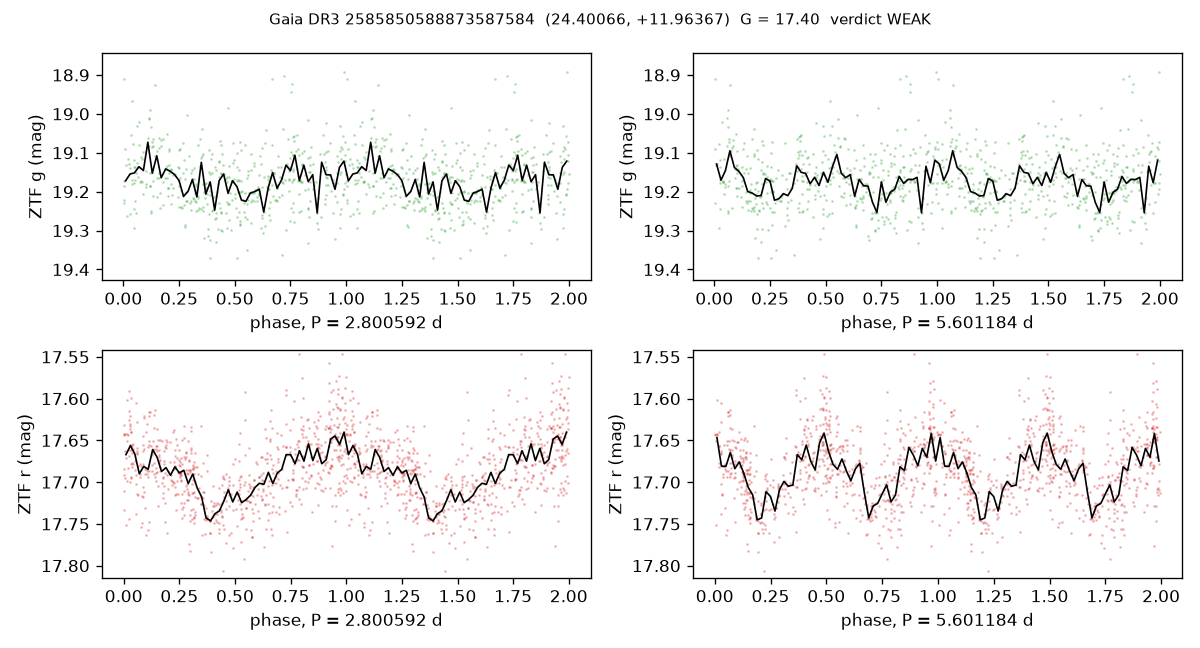 Gaia DR3 2585850588873587584  (24.40066, +11.96367)  G = 17.40  verdict WEAK
ZTF g (mag)
18.9
19.0
19.1
19.2
19.3
19.4
0.00 0.25 0.50 0.75 1.00 1.25 1.50 1.75 2.00
phase, P = 2.800592 d
ZTF g (mag)
18.9
19.0
19.1
19.2
19.3
19.4
0.00 0.25 0.50 0.75 1.00 1.25 1.50 1.75 2.00
phase, P = 5.601184 d
ZTF r (mag)
17.55
17.60
17.65
17.70
17.75
17.80
0.00 0.25 0.50 0.75 1.00 1.25 1.50 1.75 2.00
phase, P = 2.800592 d
ZTF r (mag)
17.55
17.60
17.65
17.70
17.75
17.80
0.00 0.25 0.50 0.75 1.00 1.25 1.50 1.75 2.00
phase, P = 5.601184 d